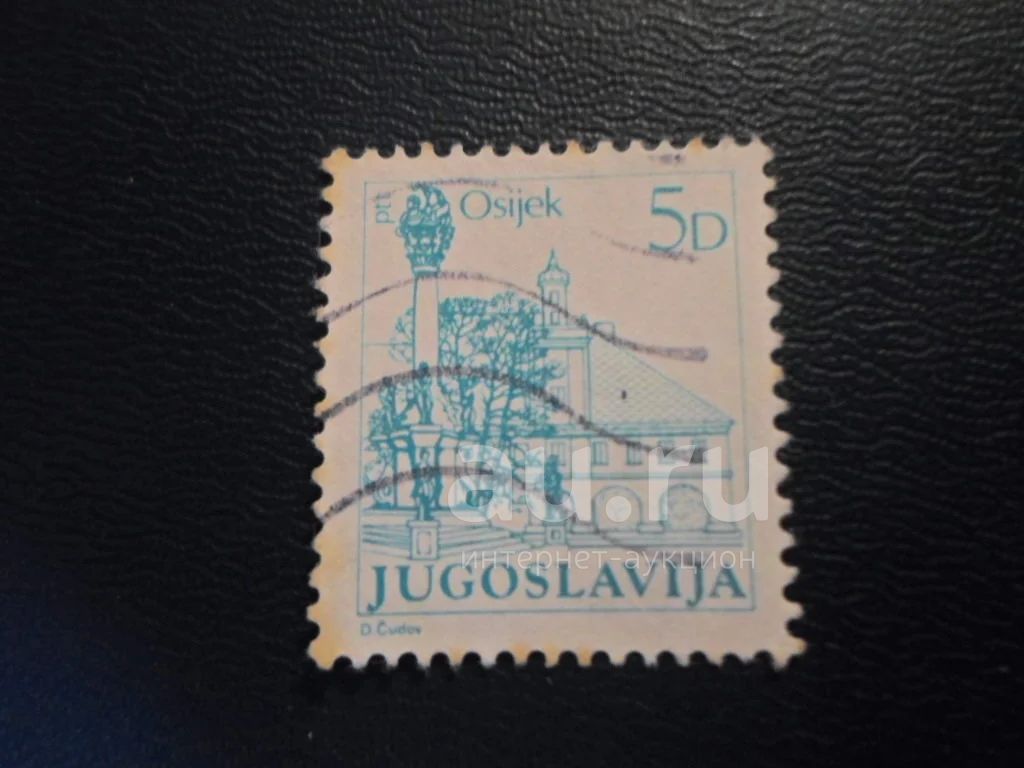 ptt Osijek 5D
au.ru
интернет-аукцион
JUGOSLAVIJA
D. Čudov